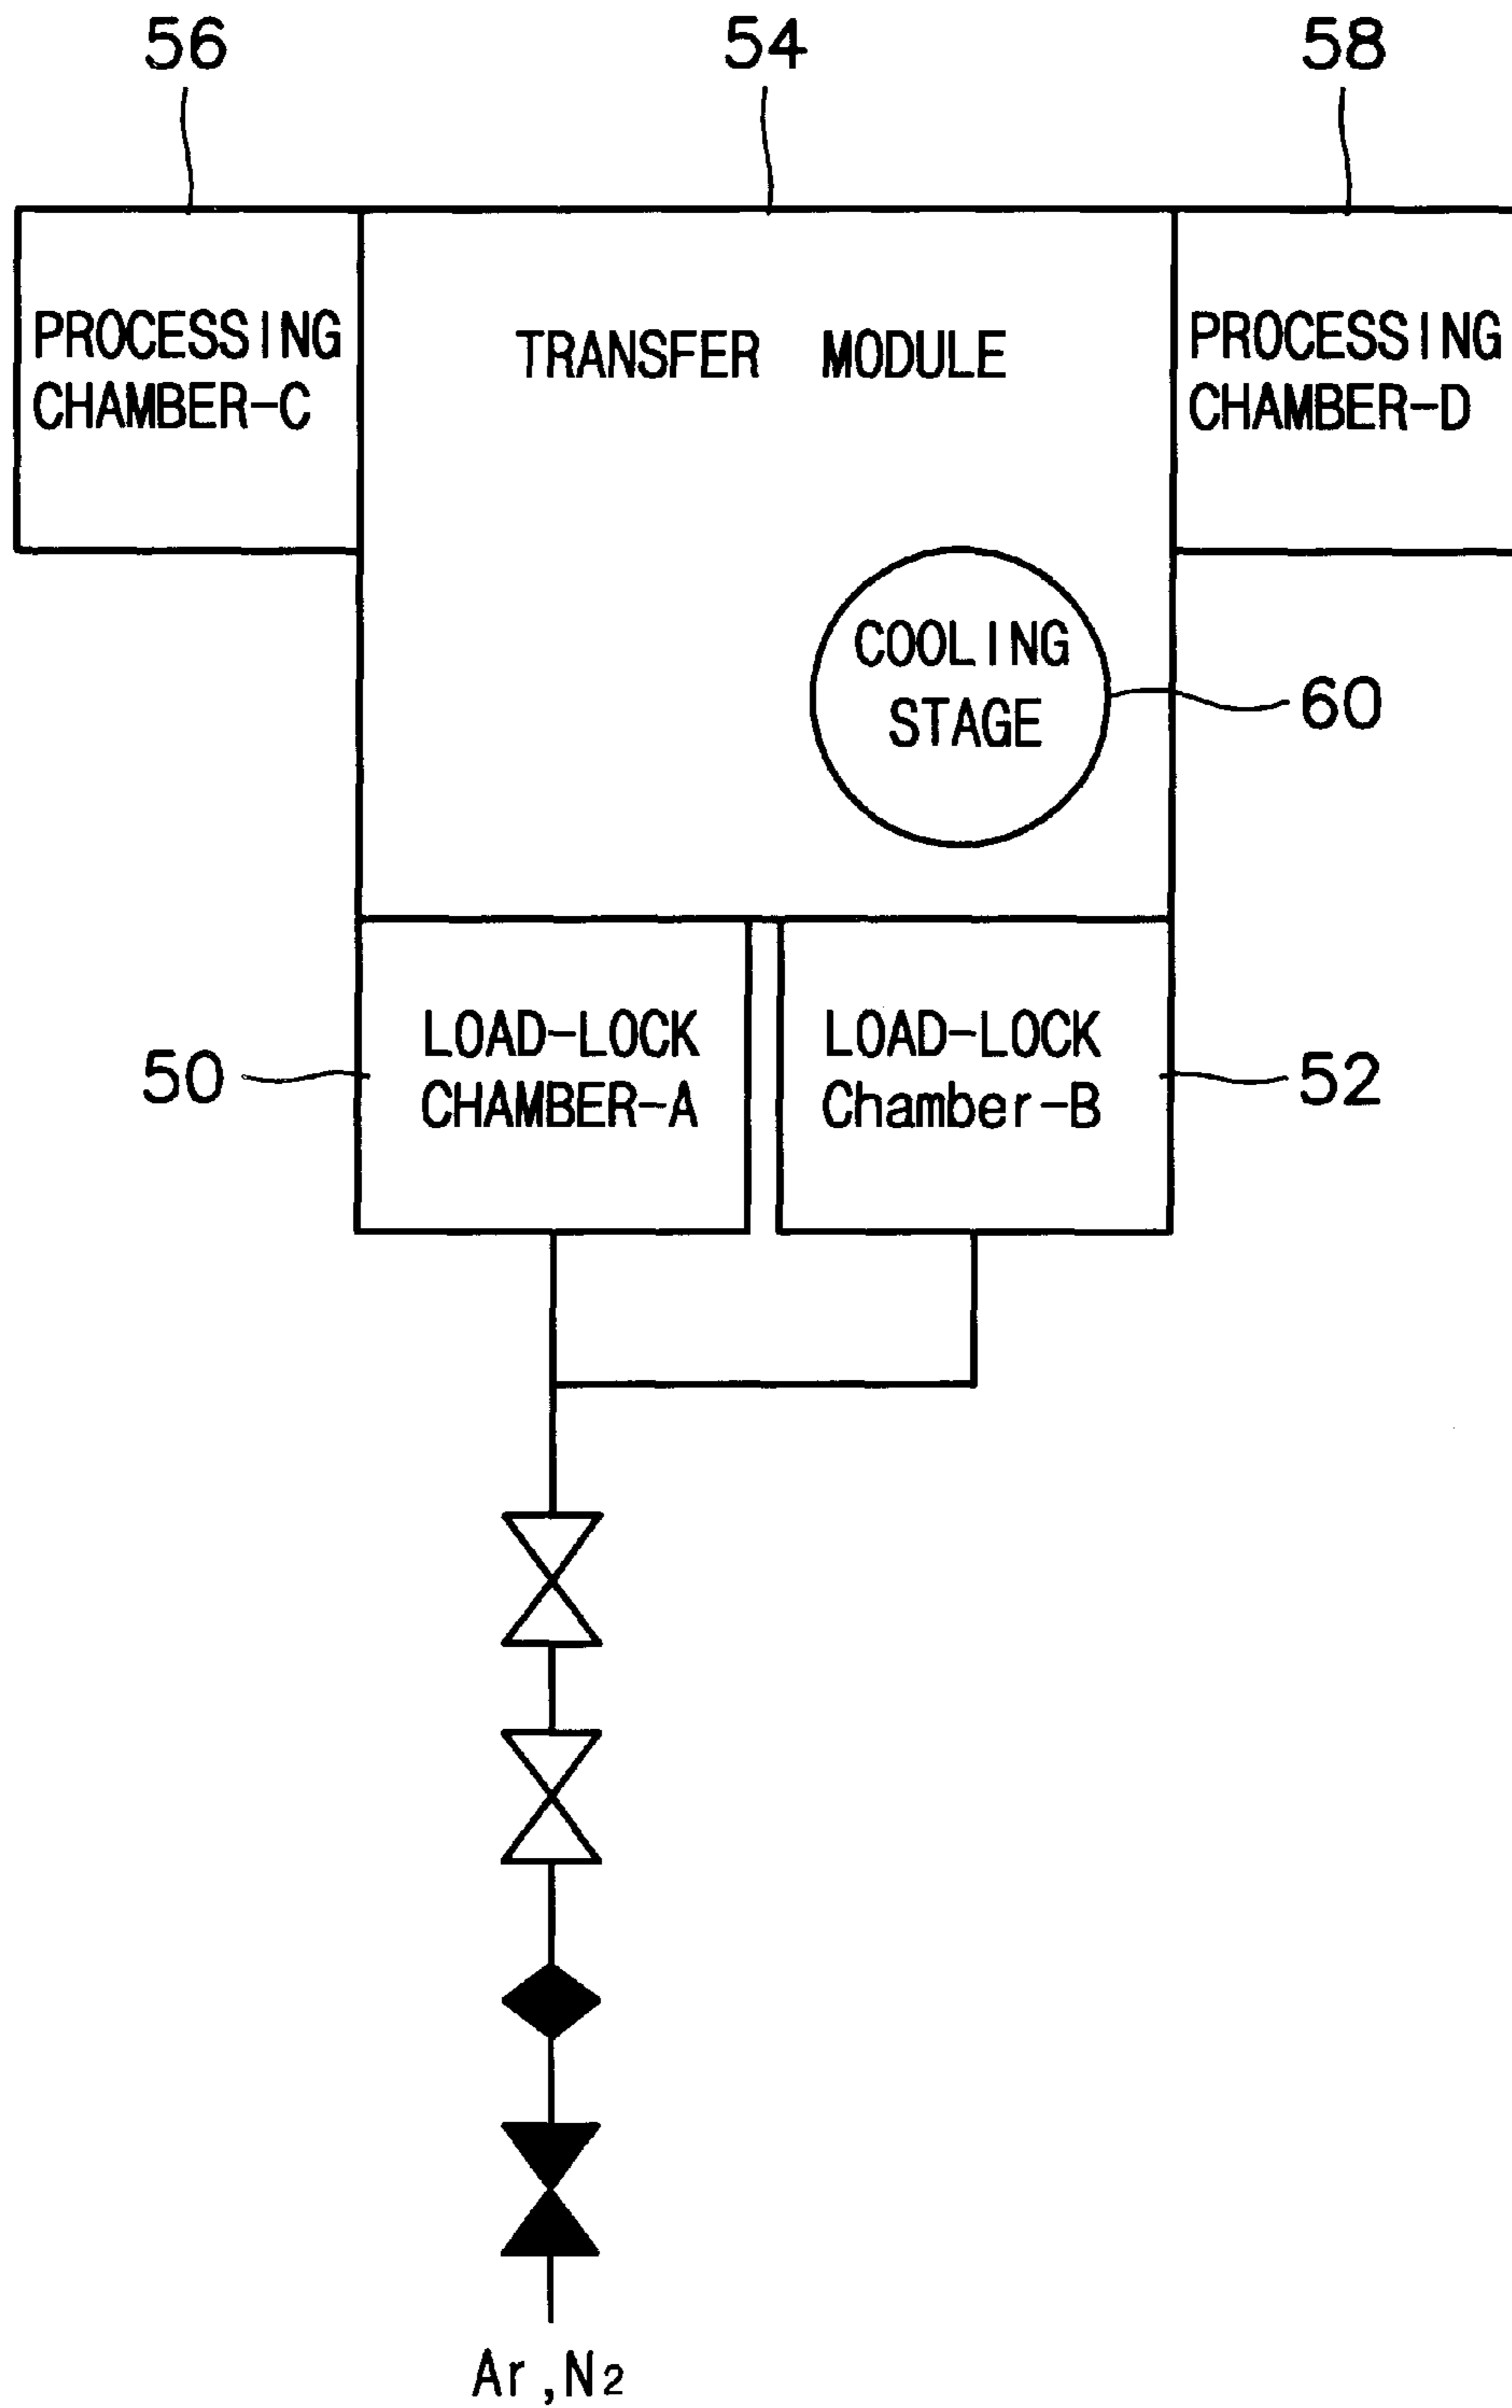 56
54
58
PROCESSING
CHAMBER-C
TRANSFER MODULE
PROCESSING
CHAMBER-D
COOLING
STAGE
60
LOAD-LOCK
CHAMBER-A
LOAD-LOCK
Chamber-B
50
52
Ar,N2